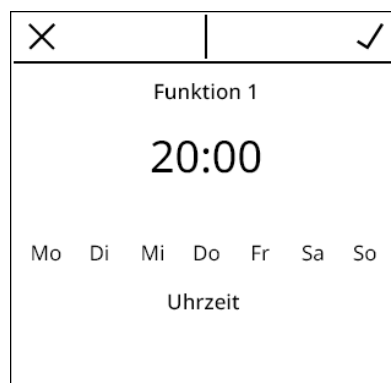 Funktion 1
20:00
Mo Di Mi Do Fr Sa So
Uhrzeit